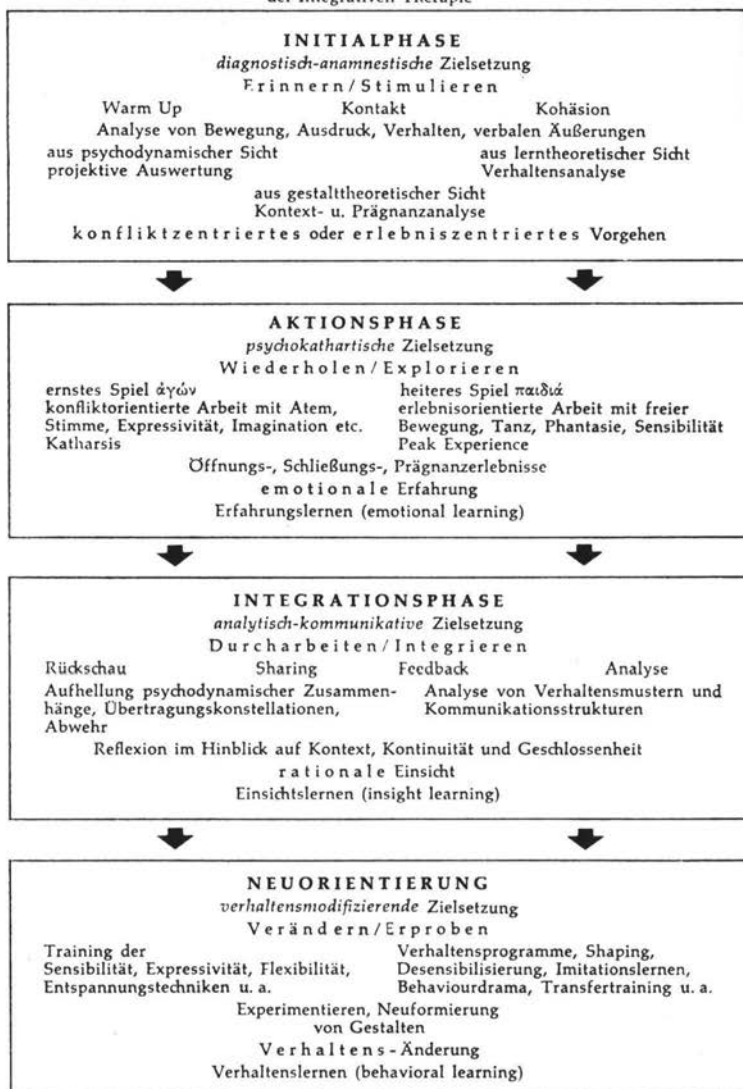 der Integrativen Therapie
INITIALPHASE
diagnostisch-anamnestische Zielsetzung
Erinnern/Stimulieren
Warm Up Kontakt Kohäsion
Analyse von Bewegung, Ausdruck, Verhalten, verbalen Äußerungen
aus psychodynamischer Sicht aus lerntheoretischer Sicht
projektive Auswertung Verhaltensanalyse
aus gestalttheoretischer Sicht
Kontext- u. Prägnanzanalyse
konfliktzentriertes oder erlebniszentriertes Vorgehen
AKTIONSPHASE
psychokathartische Zielsetzung
Wiederholen/Explorieren
ernstes Spiel ἀγών heiteres Spiel παιδιά
konfliktorientierte Arbeit mit Atem, erlebnisorientierte Arbeit mit freier
Stimme, Expressivität, Imagination etc. Bewegung, Tanz, Phantasie, Sensibilität
Katharsis Peak Experience
Öffnungs-, Schließungs-, Prägnanzerlebnisse
emotionale Erfahrung
Erfahrungslernen (emotional learning)
INTEGRATIONSPHASE
analytisch-kommunikative Zielsetzung
Durcharbeiten/Integrieren
Rückschau Sharing Feedback Analyse
Aufhellung psychodynamischer Zusammen- Analyse von Verhaltensmustern und
hänge, Übertragungskonstellationen, Kommunikationsstrukturen
Abwehr
Reflexion im Hinblick auf Kontext, Kontinuität und Geschlossenheit
rationale Einsicht
Einsichtslernen (insight learning)
NEUORIENTIERUNG
verhaltensmodifizierende Zielsetzung
Verändern/Erproben
Training der Verhaltensprogramme, Shaping,
Sensibilität, Expressivität, Flexibilität, Desensibilisierung, Imitationslernen,
Entspannungstechniken u. a. Behaviourdrama, Transfertraining u. a.
Experimentieren, Neuformierung
von Gestalten
Verhaltens-Änderung
Verhaltenslernen (behavioral learning)